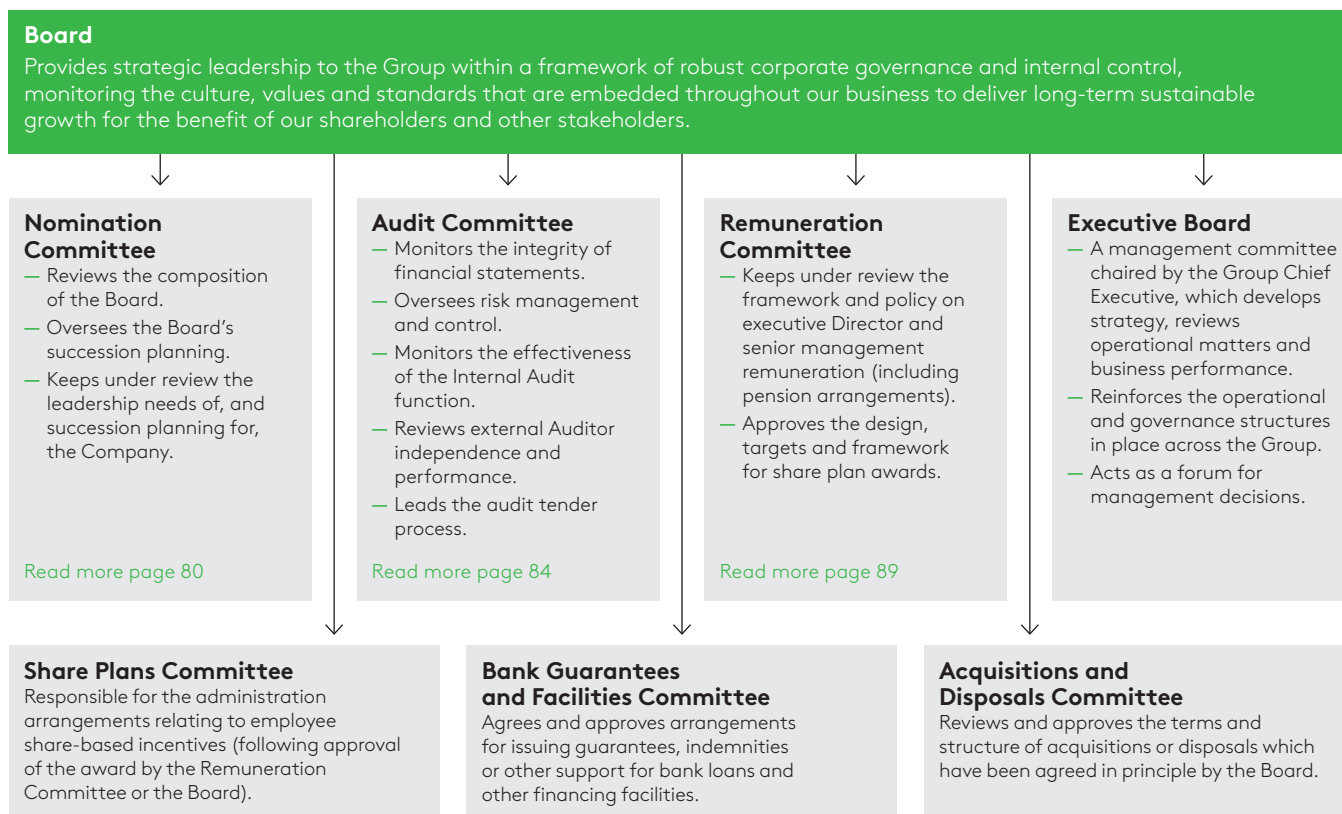 Board
Provides strategic leadership to the Group within a framework of robust corporate governance and internal control,
monitoring the culture, values and standards that are embedded throughout our business to deliver long-term sustainable
growth for the benefit of our shareholders and other stakeholders.
Nomination
Committee
— Reviews the composition
of the Board.
— Oversees the Board’s
succession planning.
— Keeps under review the
leadership needs of, and
succession planning for,
the Company.
Read more page 80
Audit Committee
— Monitors the integrity of
financial statements.
— Oversees risk management
and control.
— Monitors the effectiveness
of the Internal Audit
function.
— Reviews external Auditor
independence and
performance.
— Leads the audit tender
process.
Read more page 84
Remuneration
Committee
— Keeps under review the
framework and policy on
executive Director and
senior management
remuneration (including
pension arrangements).
— Approves the design,
targets and framework
for share plan awards.
Read more page 89
Executive Board
— A management committee
chaired by the Group Chief
Executive, which develops
strategy, reviews
operational matters and
business performance.
— Reinforces the operational
and governance structures
in place across the Group.
— Acts as a forum for
management decisions.
Share Plans Committee
Responsible for the administration
arrangements relating to employee
share-based incentives (following approval
of the award by the Remuneration
Committee or the Board).
Bank Guarantees
and Facilities Committee
Agrees and approves arrangements
for issuing guarantees, indemnities
or other support for bank loans and
other financing facilities.
Acquisitions and
Disposals Committee
Reviews and approves the terms and
structure of acquisitions or disposals which
have been agreed in principle by the Board.